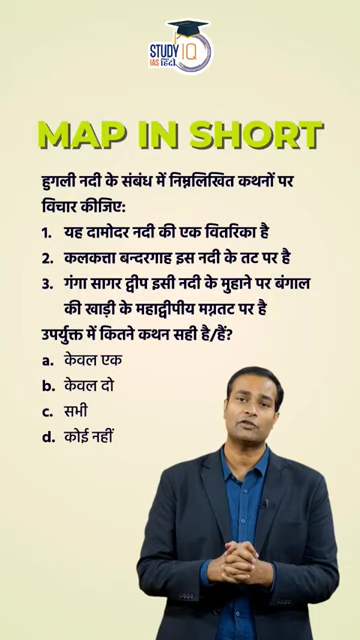 STUDY IQ
IAS हिंदी
MAP IN SHORT
हुगली नदी के संबंध में निम्नलिखित कथनों पर
विचार कीजिए:
1. यह दामोदर नदी की एक वितरिका है
2. कलकत्ता बन्दरगाह इस नदी के तट पर है
3. गंगा सागर द्वीप इसी नदी के मुहाने पर बंगाल
की खाड़ी के महाद्वीपीय मग्नतट पर है
उपर्युक्त में कितने कथन सही है/हैं?
a. केवल एक
b. केवल दो
c. सभी
d. कोई नहीं